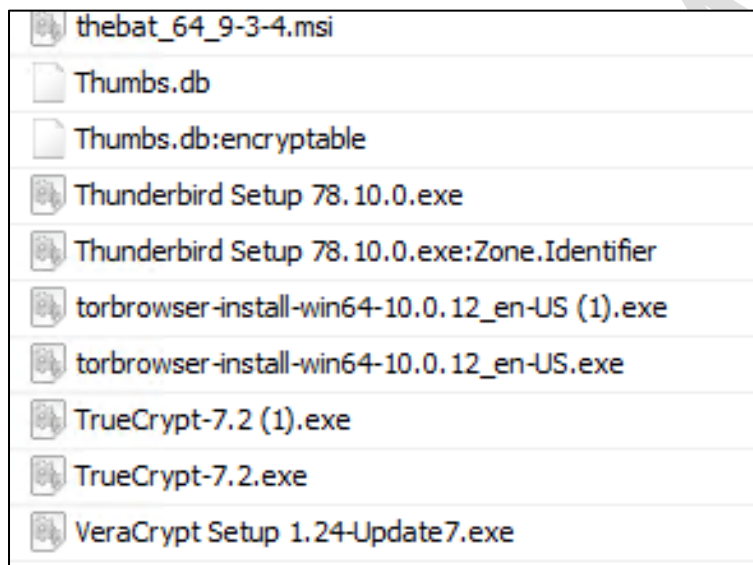 thebat_64_9-3-4.msi
Thumbs.db
Thumbs.db:encryptable
Thunderbird Setup 78.10.0.exe
Thunderbird Setup 78.10.0.exe:Zone.Identifier
torbrowser-install-win64-10.0.12_en-US (1).exe
torbrowser-install-win64-10.0.12_en-US.exe
TrueCrypt-7.2 (1).exe
TrueCrypt-7.2.exe
VeraCrypt Setup 1.24-Update7.exe